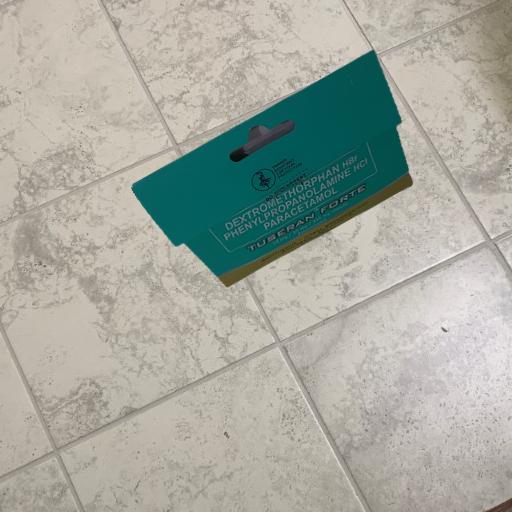 DEXTROMETHORPHAN HBr
PHENYLPROPANOLAMINE HCl
PARACETAMOL
TUSERAN FORTE